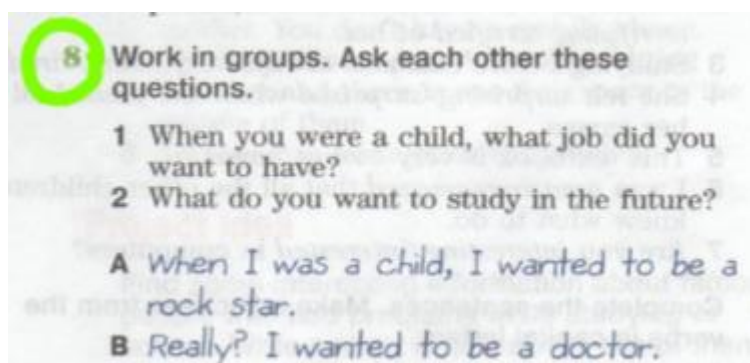 8 Work in groups. Ask each other these
questions.
1 When you were a child, what job did you
want to have?
2 What do you want to study in the future?
A When I was a child, I wanted to be a
rock star.
B Really? I wanted to be a doctor.